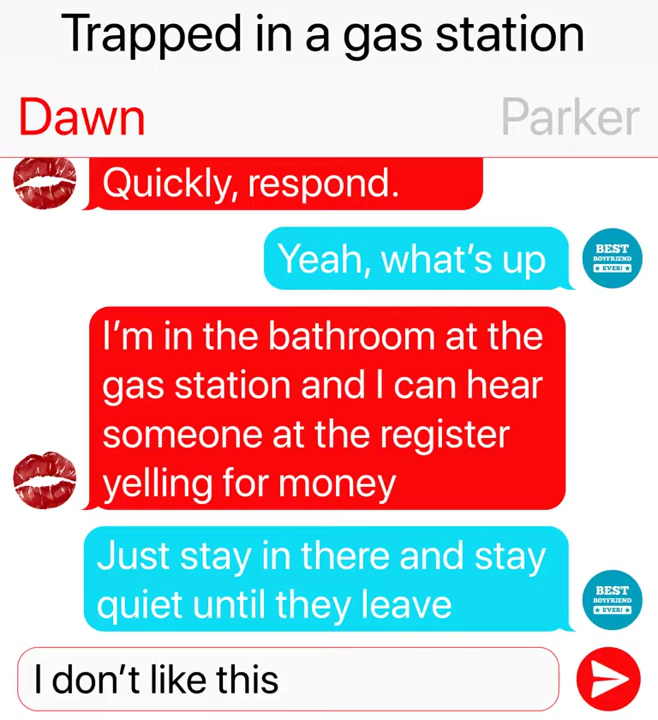 Trapped in a gas station
Dawn
Parker
Quickly, respond.
Yeah, what's up
BEST
BOYFRIEND
★ EVER! ★
I'm in the bathroom at the
gas station and I can hear
someone at the register
yelling for money
Just stay in there and stay
quiet until they leave
BEST
BOYFRIEND
★ EVER! ★
I don't like this